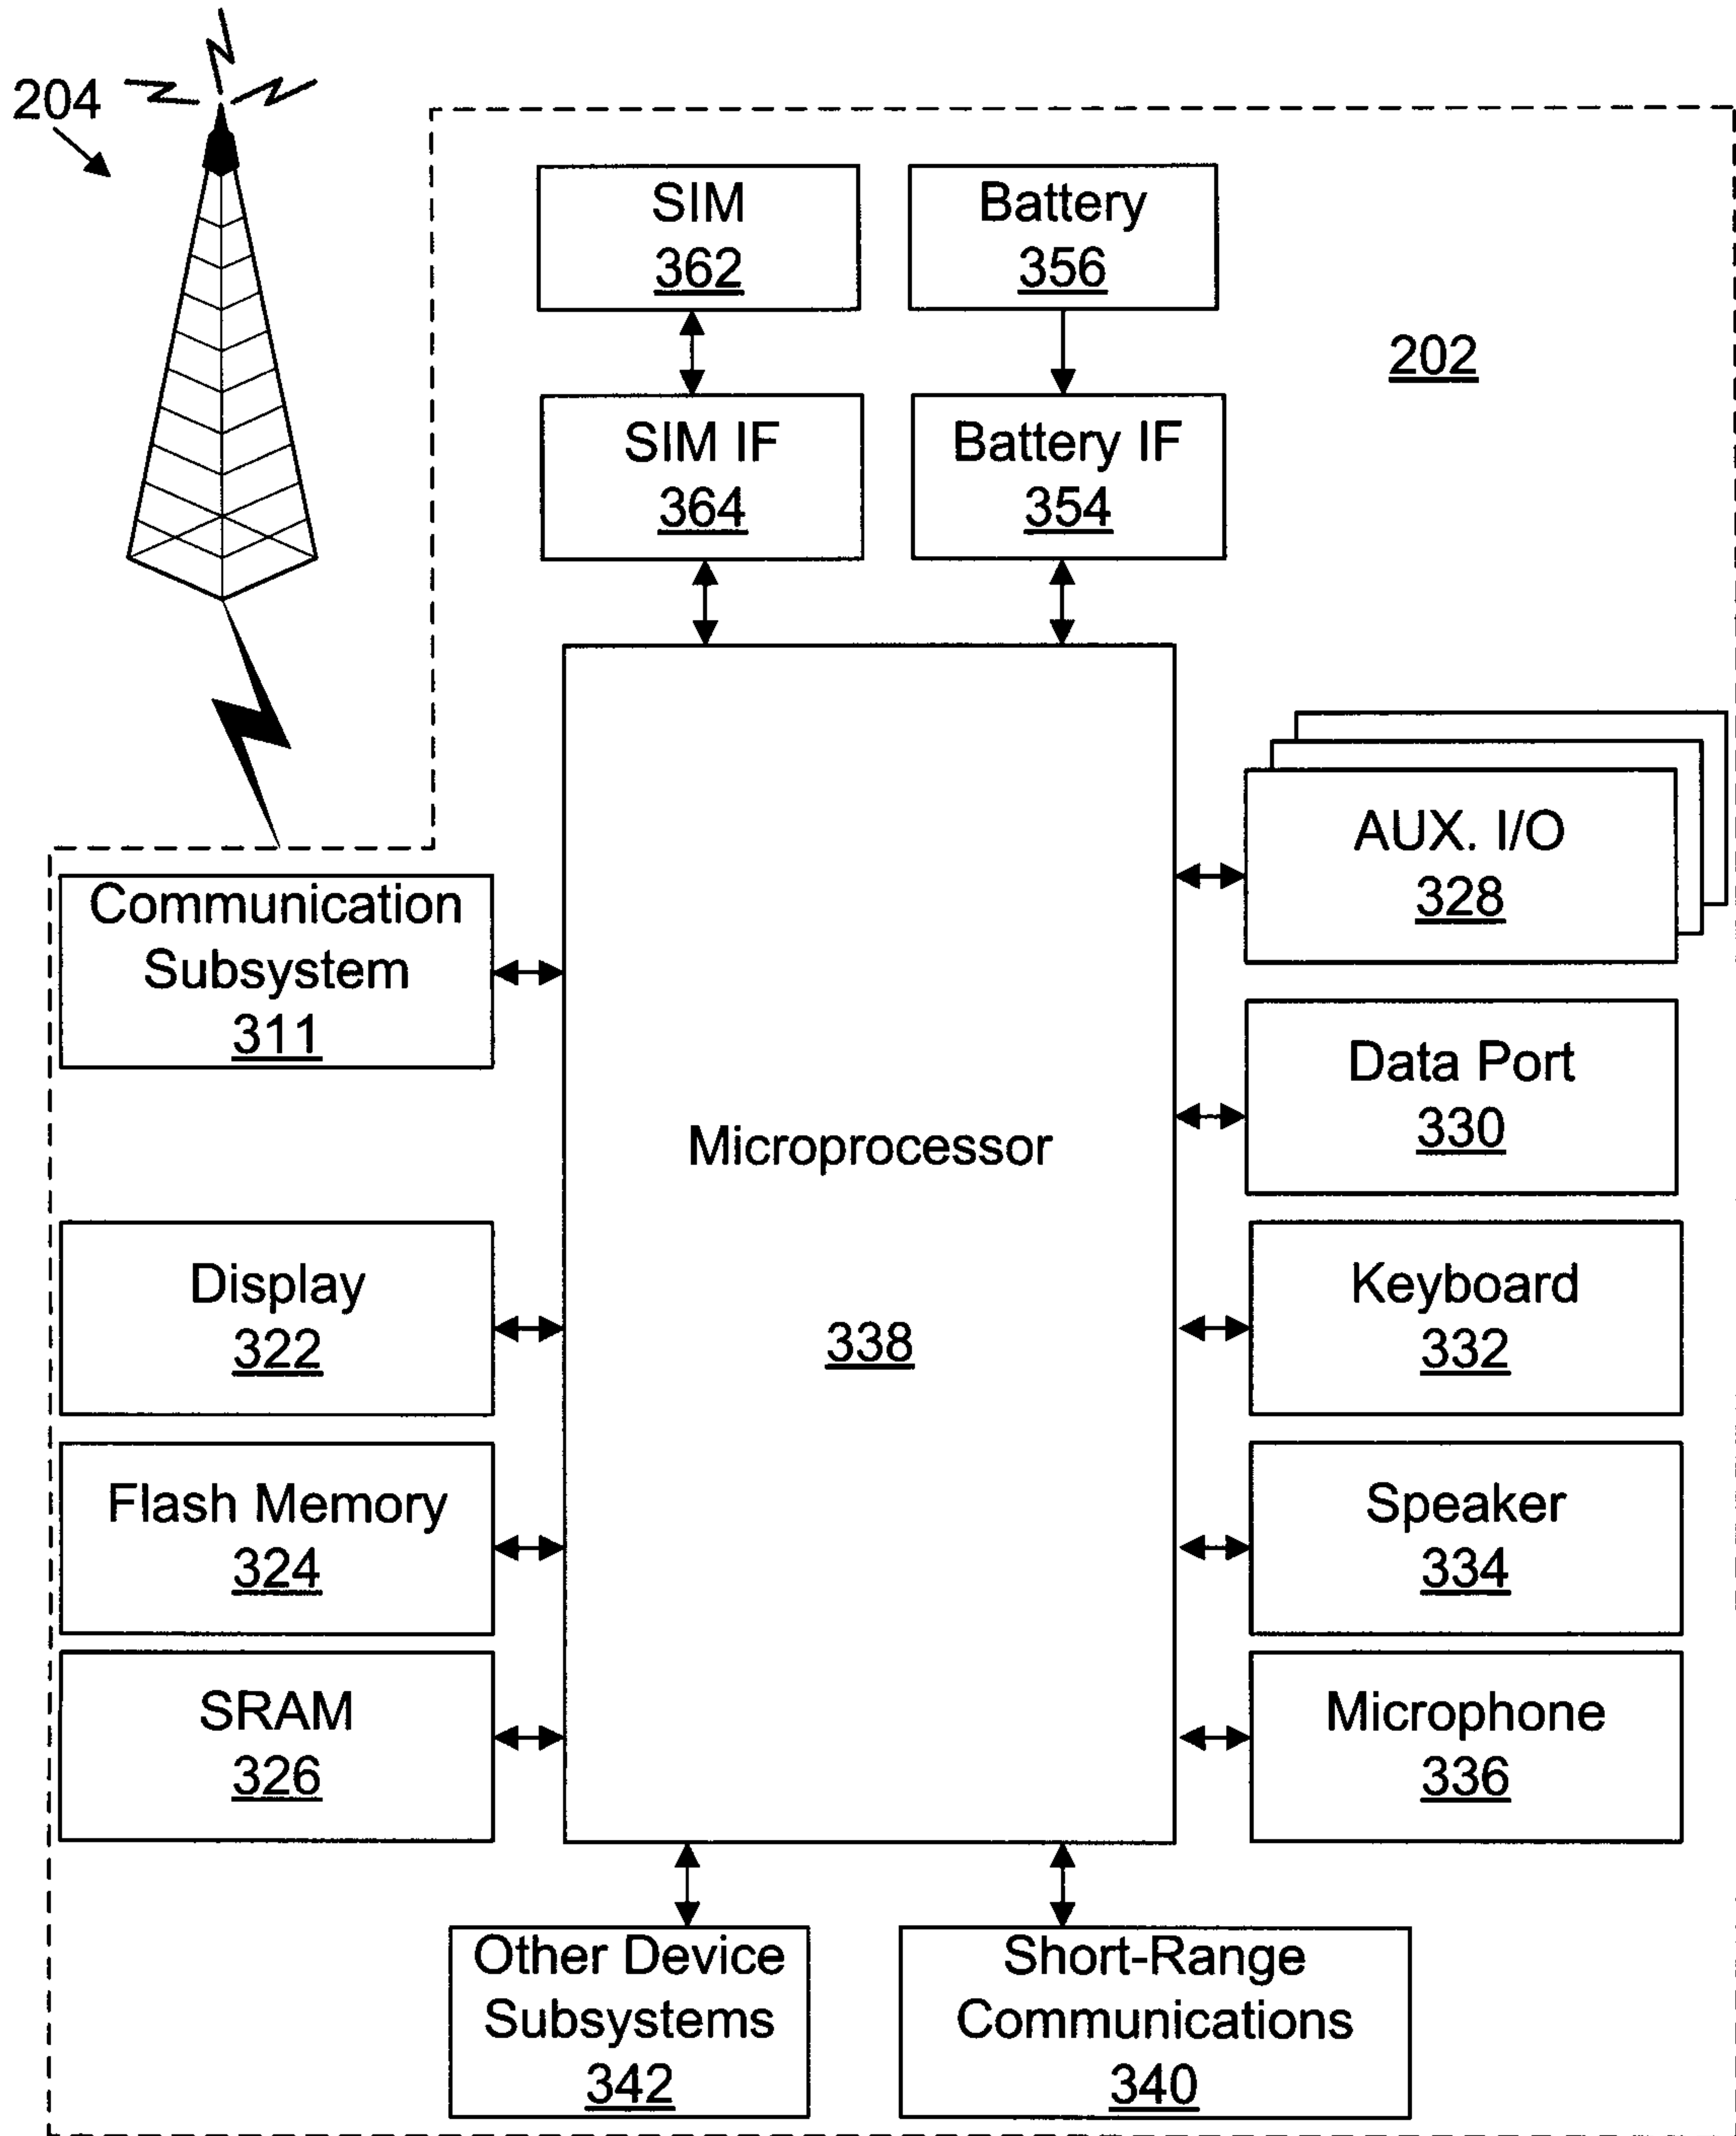 204
SIM
362
Battery
356
202
SIM IF
364
Battery IF
354
AUX. I/O
328
Communication
Subsystem
311
Data Port
330
Microprocessor
338
Display
322
Keyboard
332
Flash Memory
324
Speaker
334
SRAM
326
Microphone
336
Other Device
Subsystems
342
Short-Range
Communications
340